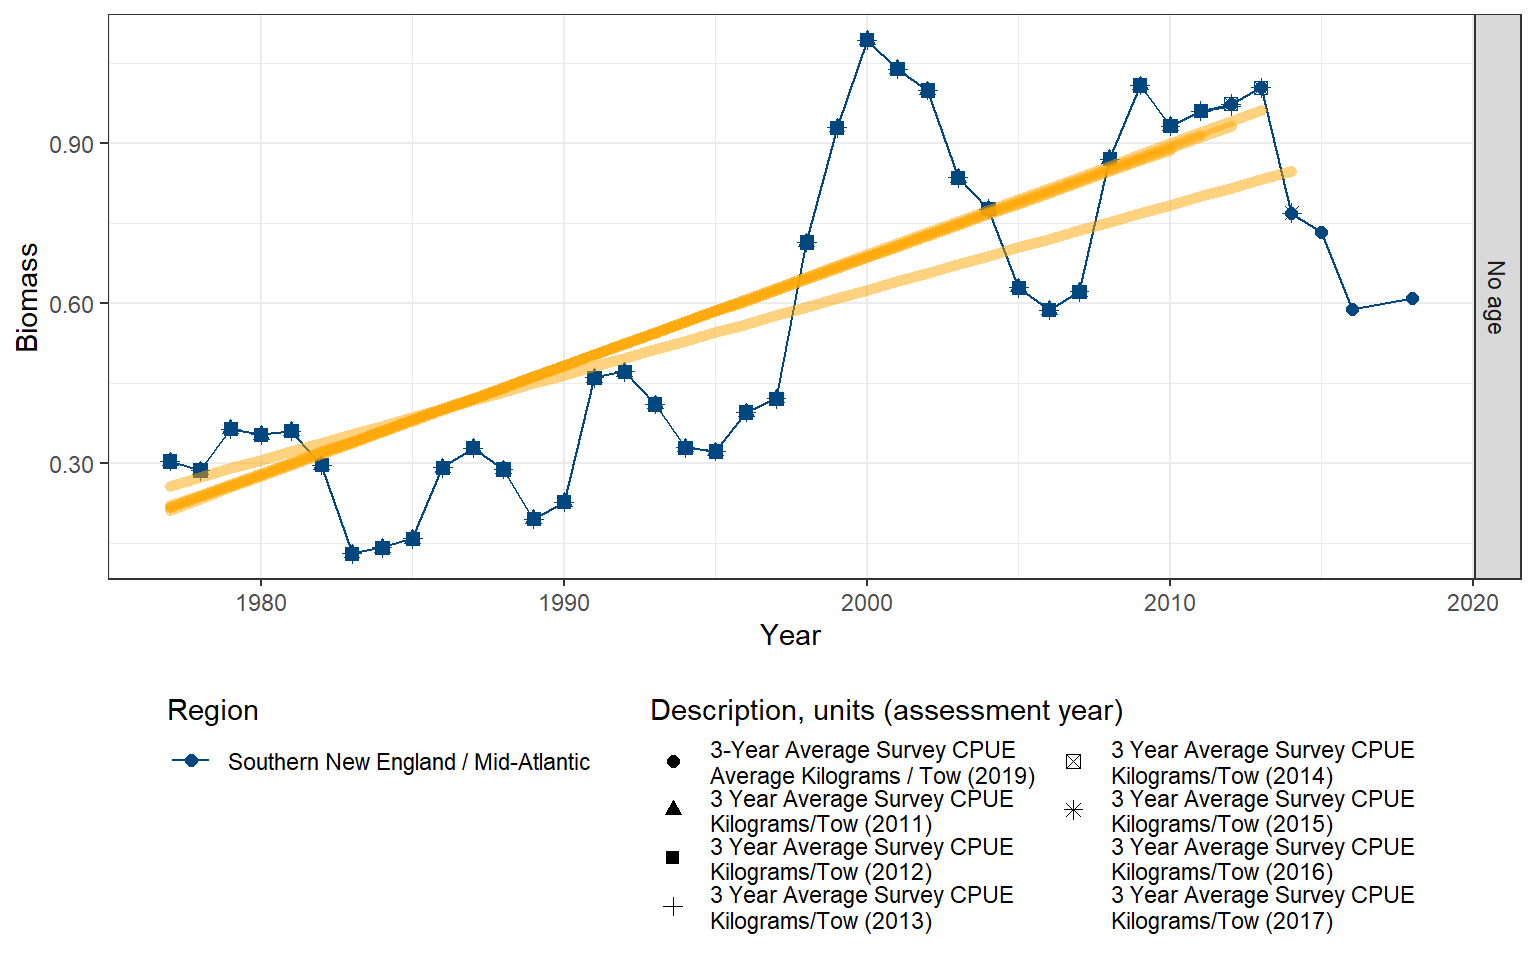 0.90
0.60
0.30
Biomass
No age
1980 1990 2000 2010 2020
Year
Region
Southern New England / Mid-Atlantic
Description, units (assessment year)
3-Year Average Survey CPUE
Average Kilograms / Tow (2019)
3 Year Average Survey CPUE
Kilograms/Tow (2011)
3 Year Average Survey CPUE
Kilograms/Tow (2012)
3 Year Average Survey CPUE
Kilograms/Tow (2013)
3 Year Average Survey CPUE
Kilograms/Tow (2014)
3 Year Average Survey CPUE
Kilograms/Tow (2015)
3 Year Average Survey CPUE
Kilograms/Tow (2016)
3 Year Average Survey CPUE
Kilograms/Tow (2017)